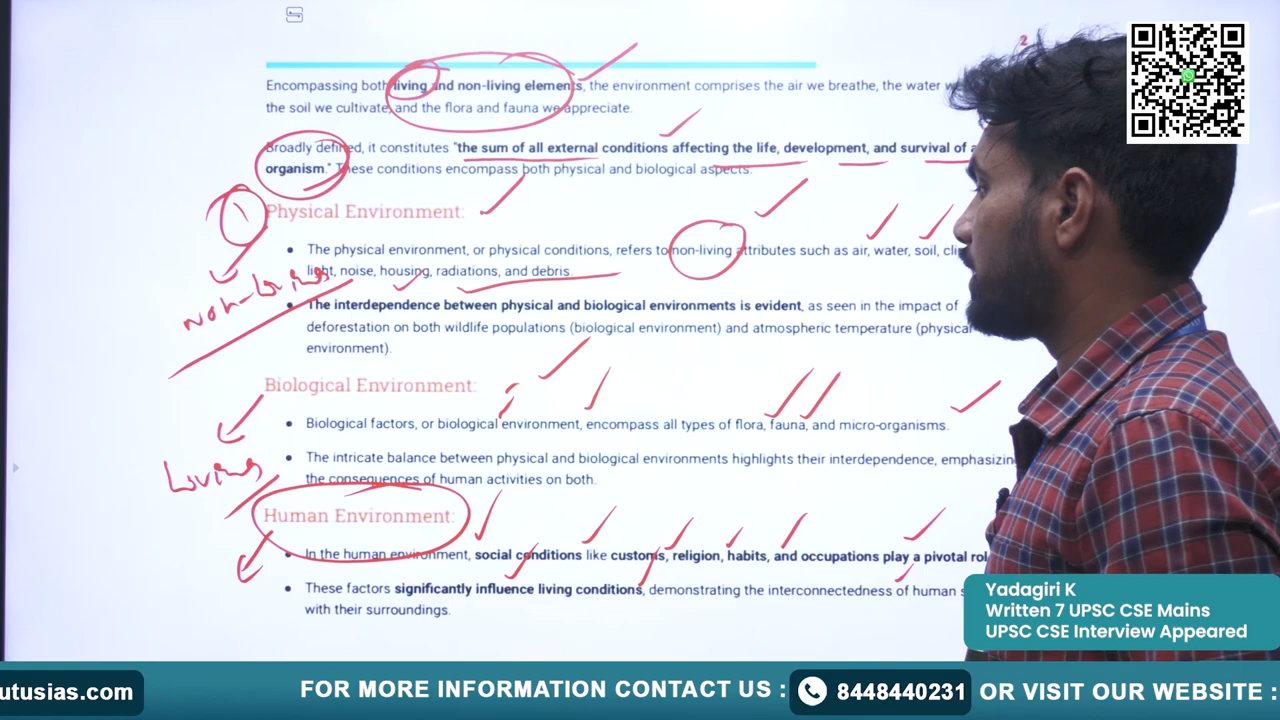 2
Encompassing both living and non-living elements, the environment comprises the air we breathe, the water
the soil we cultivate, and the flora and fauna we appreciate.
Broadly defined, it constitutes "the sum of all external conditions affecting the life, development, and survival of
organism." These conditions encompass both physical and biological aspects.
Physical Environment:
The physical environment, or physical conditions, refers to non-living attributes such as air, water, soil,
light, noise, housing, radiations, and debris.
non-living
The interdependence between physical and biological environments is evident, as seen in the impact of
deforestation on both wildlife populations (biological environment) and atmospheric temperature (physical
environment).
Biological Environment:
Biological factors, or biological environment, encompass all types of flora, fauna, and micro-organisms.
The intricate balance between physical and biological environments highlights their interdependence,
the consequences of human activities on both.
Living
Human Environment:
In the human environment, social conditions like customs, religion, habits, and occupations play a pivotal
These factors significantly influence living conditions, demonstrating the interconnectedness of human
with their surroundings.
Yadagiri K
Written 7 UPSC CSE Mains
UPSC CSE Interview Appeared
utusias.com FOR MORE INFORMATION CONTACT US : 8448440231 OR VISIT OUR WEBSITE :